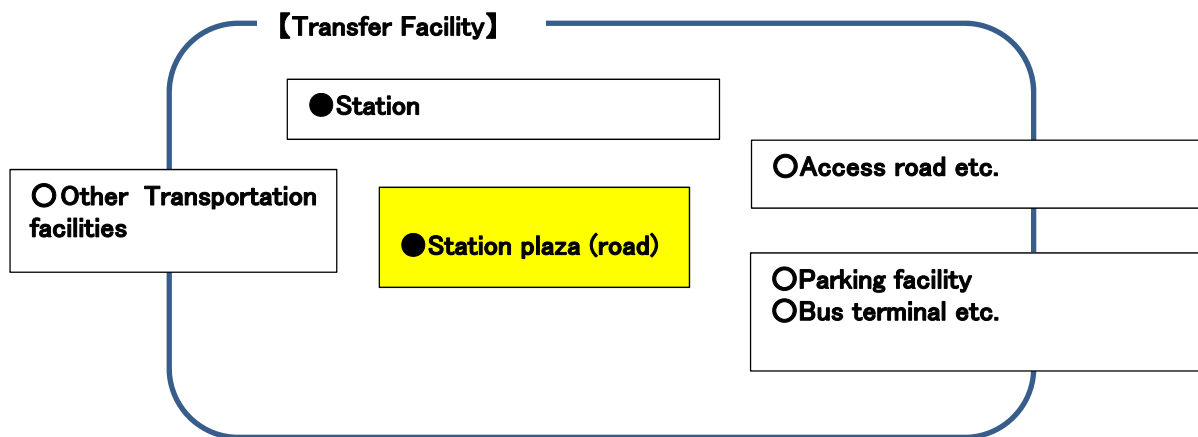 【Transfer Facility】
●Station
○Access road etc.
○Other Transportation
facilities
●Station plaza (road)
○Parking facility
○Bus terminal etc.